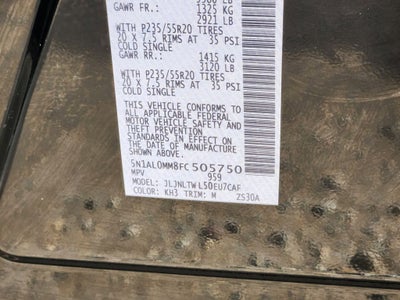 GAWR FR.: 1325 KG
2921 LB
WITH P235/55R20 TIRES
20 X 7.5 RIMS AT 35 PSI
COLD SINGLE
GAWR RR.: 1415 KG
3120 LB
WITH P235/55R20 TIRES
20 X 7.5 RIMS AT 35 PSI
COLD SINGLE
THIS VEHICLE CONFORMS TO
ALL APPLICABLE FEDERAL
MOTOR VEHICLE SAFETY AND
THEFT PREVENTION
STANDARDS IN EFFECT
ON THE DATE OF
MANUFACTURE SHOWN ABOVE
5N1AL0MM8FC505750
MPV 959
MODEL: JLJNLTWL50EU7CAF
COLOR: KH3 TRIM: M ZS30A